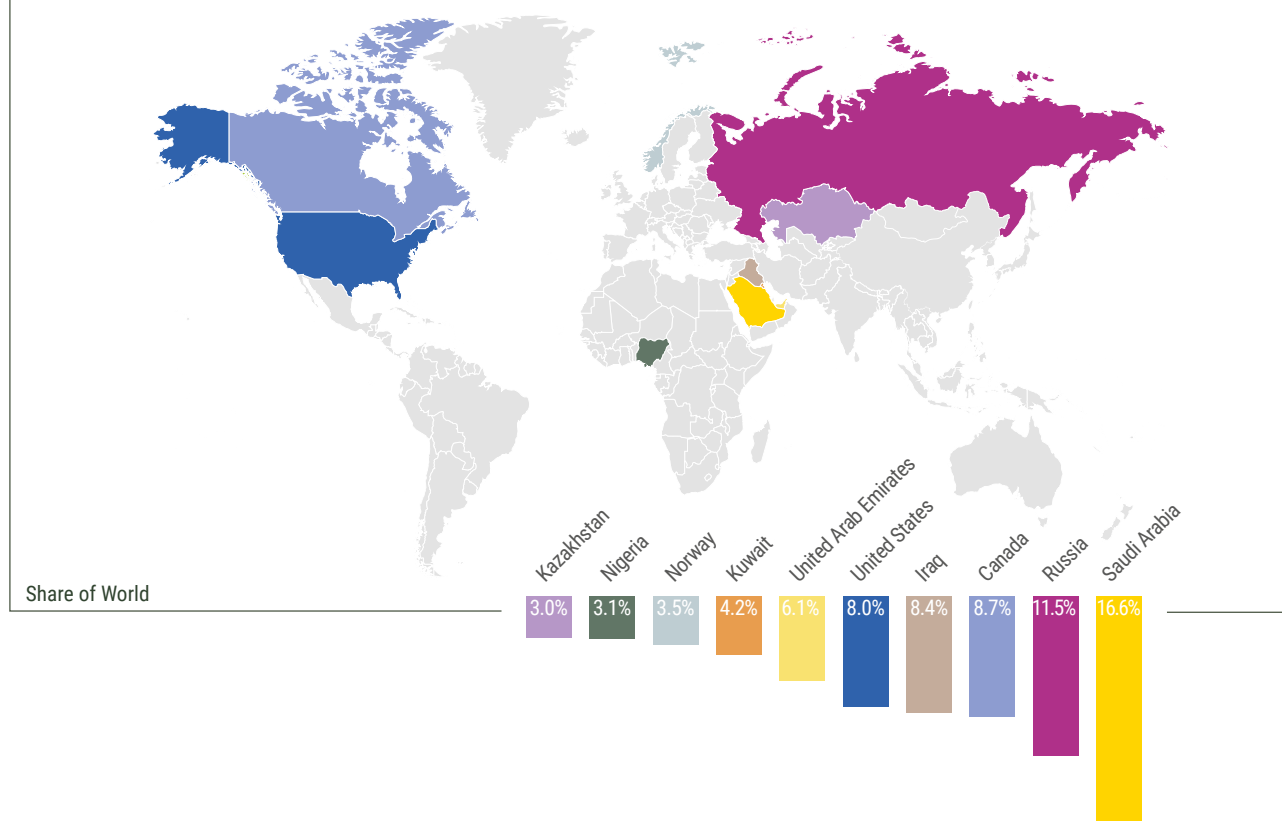 Share of World
Kazakhstan
Nigeria
Norway
Kuwait
United Arab Emirates
United States
Iraq
Canada
Russia
Saudi Arabia
3.0%
3.1%
3.5%
4.2%
6.1%
8.0%
8.4%
8.7%
11.5%
16.6%